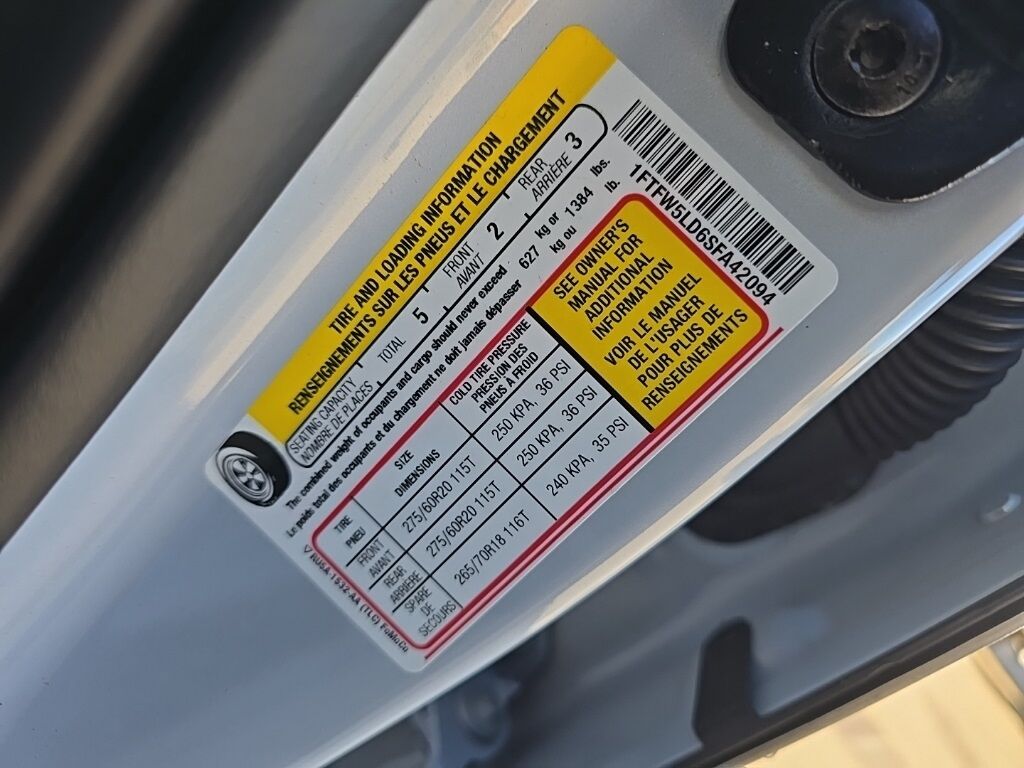 TIRE AND LOADING INFORMATION
RENSEIGNEMENTS SUR LES PNEUS ET LE CHARGEMENT
SEATING CAPACITY TOTAL 5 FRONT 2 REAR 3
NOMBRE DE PLACES AVANT ARRIÈRE
The combined weight of occupants and cargo should never exceed 627 kg or 1384 lbs.
Le poids total des occupants et du chargement ne doit jamais dépasser kg ou lb.
TIRE SIZE COLD TIRE PRESSURE
PNEU DIMENSIONS PRESSION DES
PNEUS A FROID
FRONT 275/60R20 115T 250 KPA, 36 PSI
AVANT
REAR 275/60R20 115T 250 KPA, 36 PSI
ARRIÈRE
SPARE 265/70R18 116T 240 KPA, 35 PSI
DE
SECOURS
SEE OWNER'S
MANUAL FOR
ADDITIONAL
INFORMATION
VOIR LE MANUEL
DE L'USAGER
POUR PLUS DE
RENSEIGNEMENTS
1FTFW5LD6SFA42094
(TLC) FoMoCo